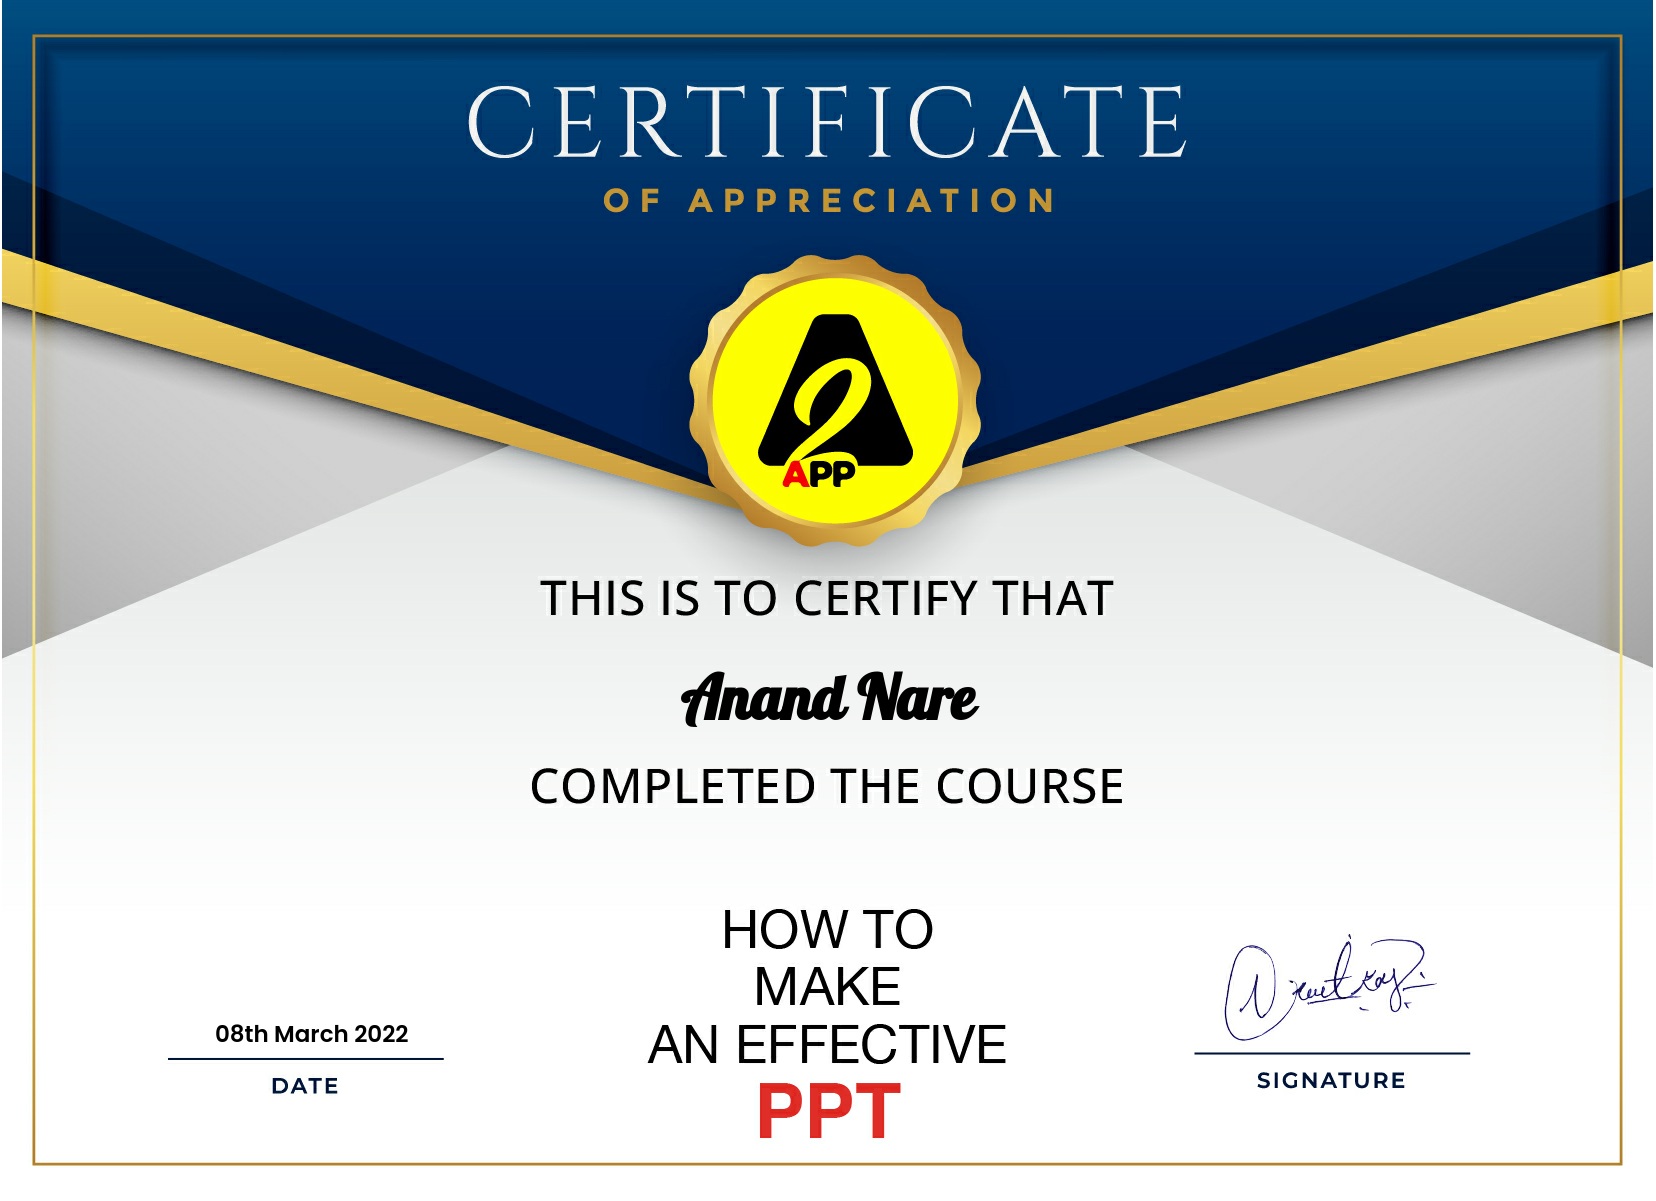 CERTIFICATE
OF APPRECIATION
2
APP
THIS IS TO CERTIFY THAT
Anand Nare
COMPLETED THE COURSE
HOW TO
MAKE
AN EFFECTIVE
PPT
08th March 2022
DATE
SIGNATURE